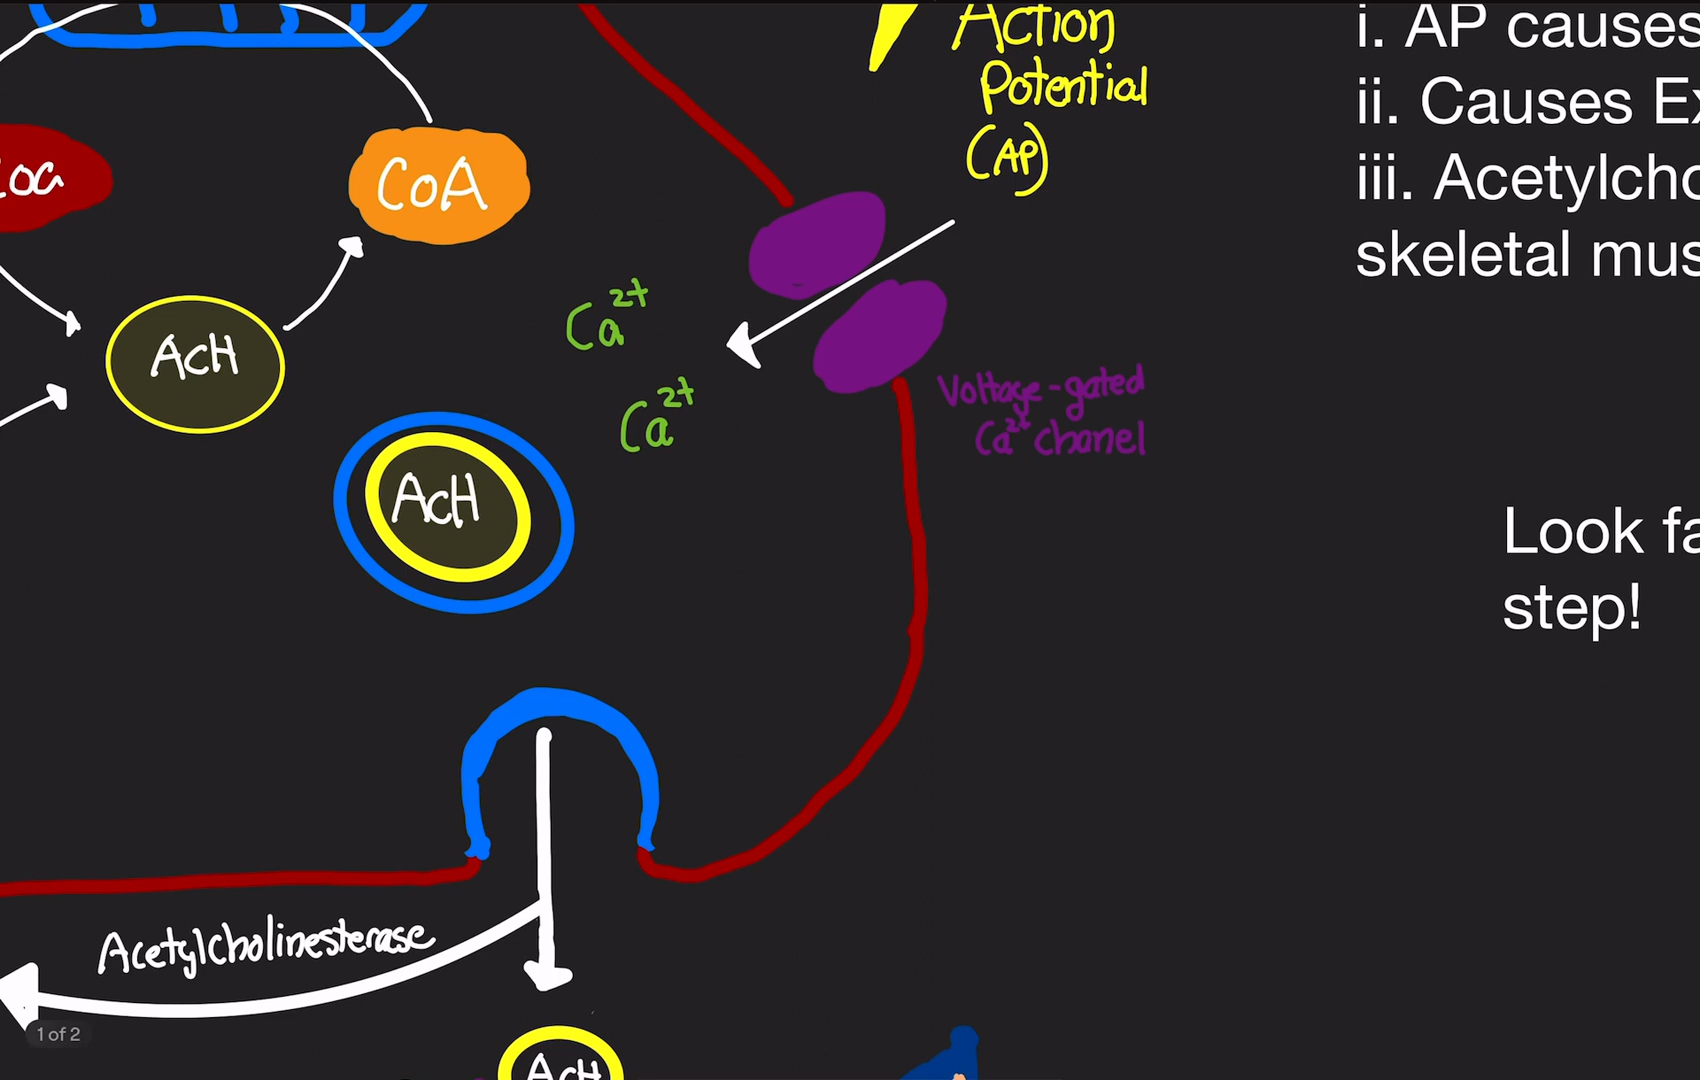 Action
Potential
(AP)
i. AP causes
ii. Causes Ex
iii. Acetylcho
skeletal mus
coa
CoA
AcH
Ca2+
Ca2+
AcH
Voltage-gated
Ca2+ chanel
Look fa
step!
Acetylcholinesterase
1 of 2
AcH